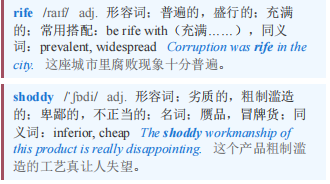 rife /raɪf/ adj. 形容词；普遍的，盛行的；充满
的；常用搭配：be rife with（充满……），同义
词：prevalent, widespread Corruption was rife in the
city. 这座城市里腐败现象十分普遍。
shoddy /ˈʃɒdi/ adj. 形容词；劣质的，粗制滥造
的；卑鄙的，不正当的；名词：赝品，冒牌货；同
义词：inferior, cheap The shoddy workmanship of
this product is really disappointing. 这个产品粗制滥
造的工艺真让人失望。